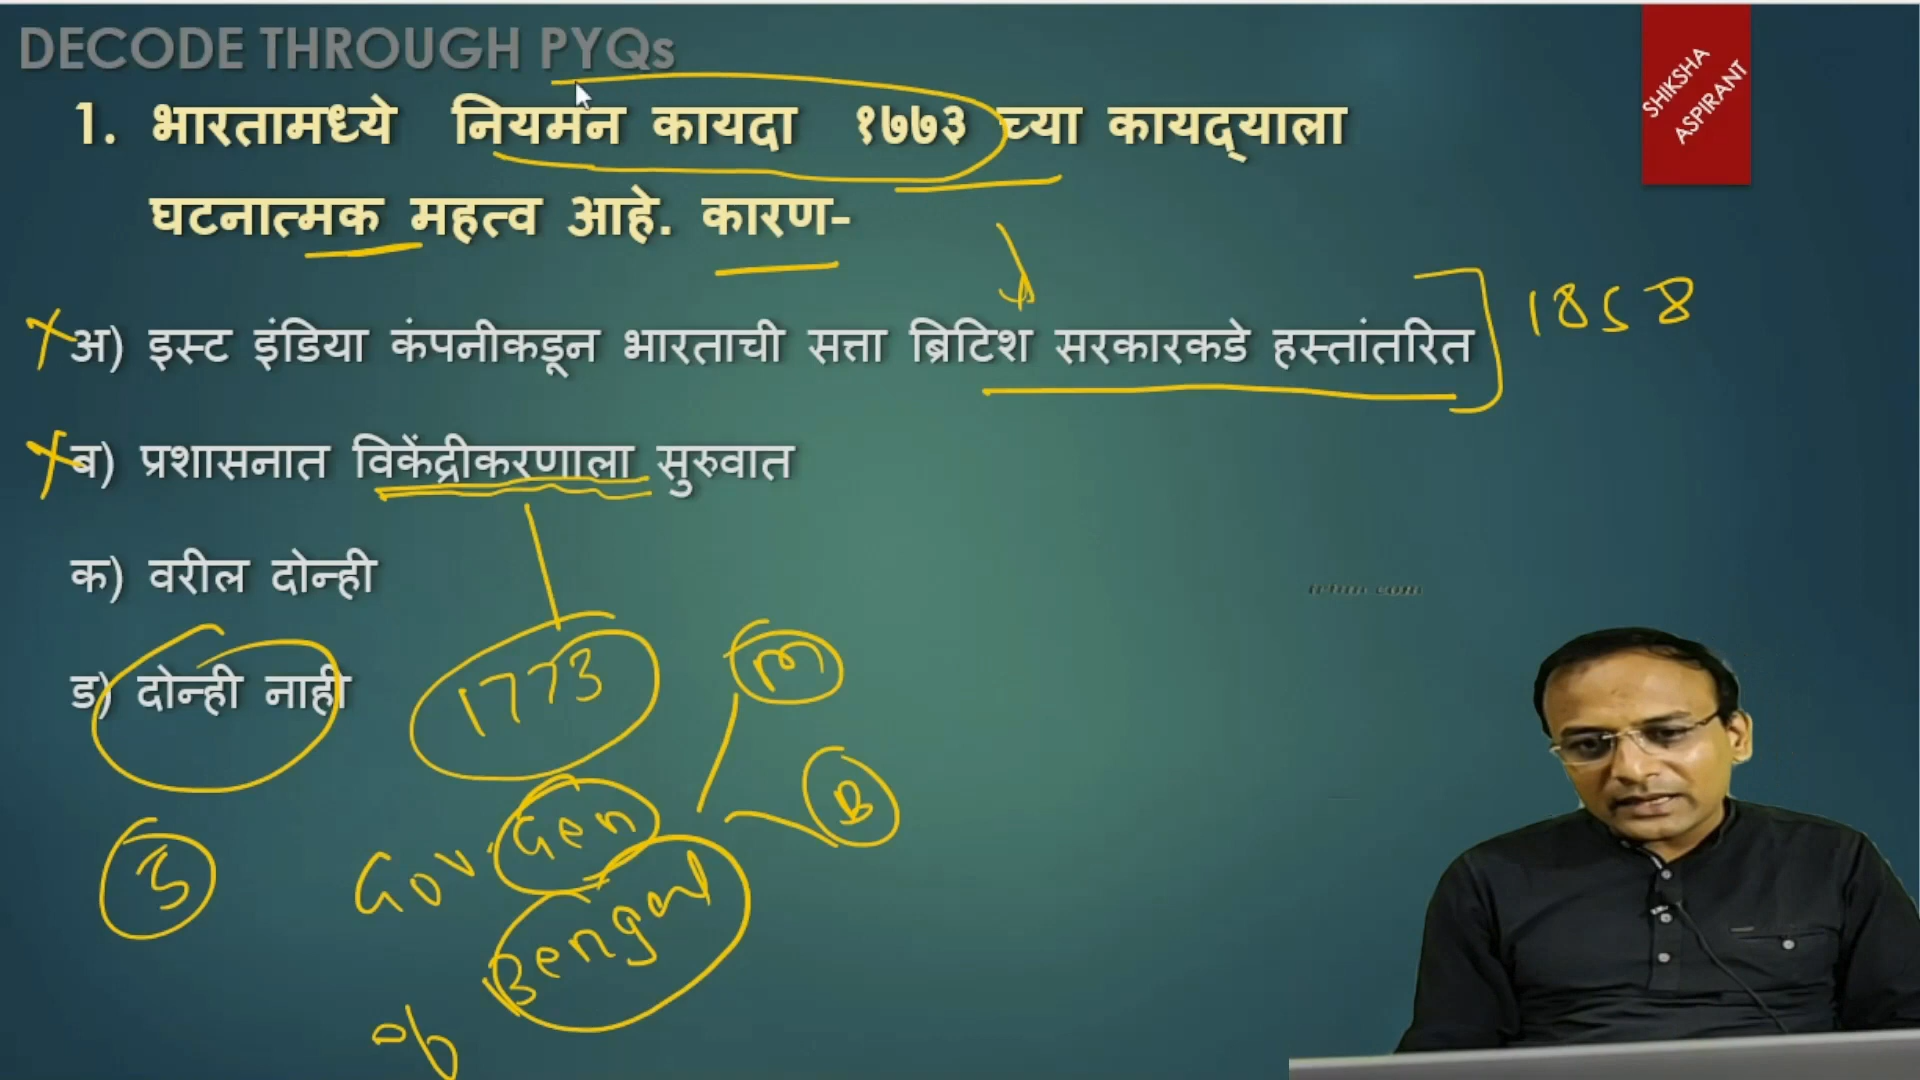 DECODE THROUGH PYQs
SHIKSHA
ASPIRANT
1. भारतामध्ये नियमन कायदा १७७३ च्या कायद्याला
घटनात्मक महत्व आहे. कारण-
अ) इस्ट इंडिया कंपनीकडून भारताची सत्ता ब्रिटिश सरकारकडे हस्तांतरित
1858
ब) प्रशासनात विकेंद्रीकरणाला सुरुवात
क) वरील दोन्ही
ड) दोन्ही नाही
1773
m
B
ड
Gov. Gen
of Bengal